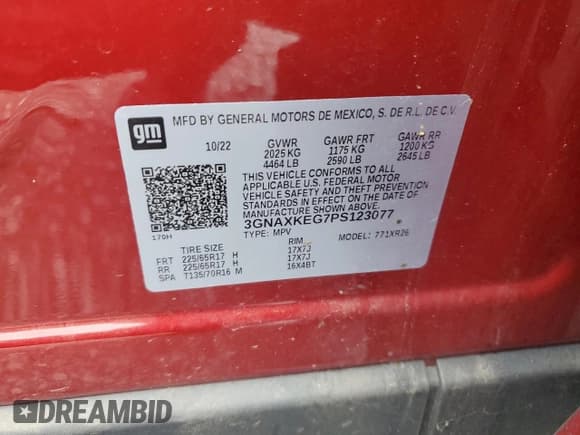 gm
MFD BY GENERAL MOTORS DE MEXICO, S. DE R.L. DE C.V.
10/22 GVWR GAWR FRT GAWR RR
2025 KG 1175 KG 1200 KG
4464 LB 2590 LB 2645 LB
THIS VEHICLE CONFORMS TO ALL
APPLICABLE U.S. FEDERAL MOTOR
VEHICLE SAFETY AND THEFT PREVENTION
STANDARDS IN EFFECT ON THE DATE OF
MANUFACTURE SHOWN ABOVE.
3GNAXKEG7PS123077
170H
TYPE: MPV MODEL: 771XR26
TIRE SIZE RIM
FRT 225/65R17 H 17X7J
RR 225/65R17 H 17X7J
SPA T135/70R16 M 16X4BT
DREAMBID